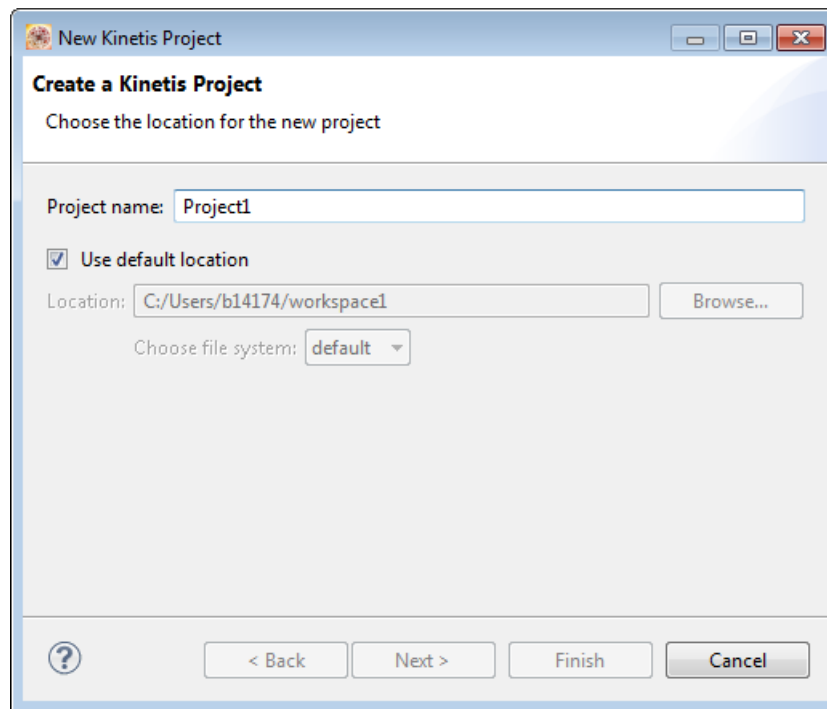 New Kinetis Project
Create a Kinetis Project
Choose the location for the new project
Project name: Project1
Use default location
Location: C:/Users/b14174/workspace1 Browse...
Choose file system: default
? < Back Next > Finish Cancel